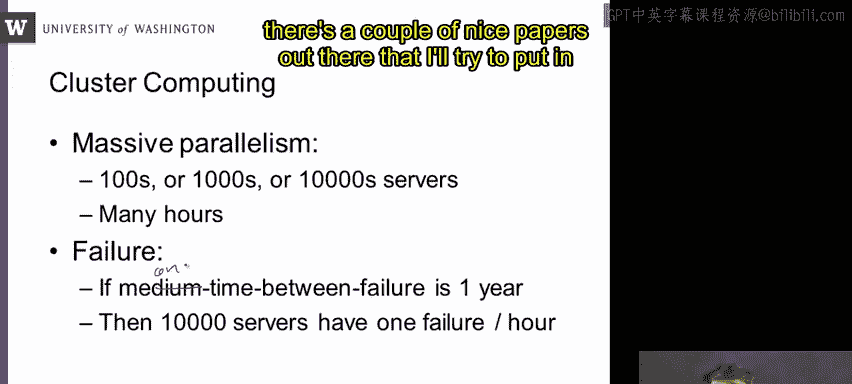 there's a couple of nice papers
out there that I'll try to put in
GPT中英字幕课程资源@bilibili.com
W UNIVERSITY of WASHINGTON
Cluster Computing
• Massive parallelism:
– 100s, or 1000s, or 10000s servers
– Many hours
• Failure:
– If medium-time-between-failure is 1 year
– Then 10000 servers have one failure / hour